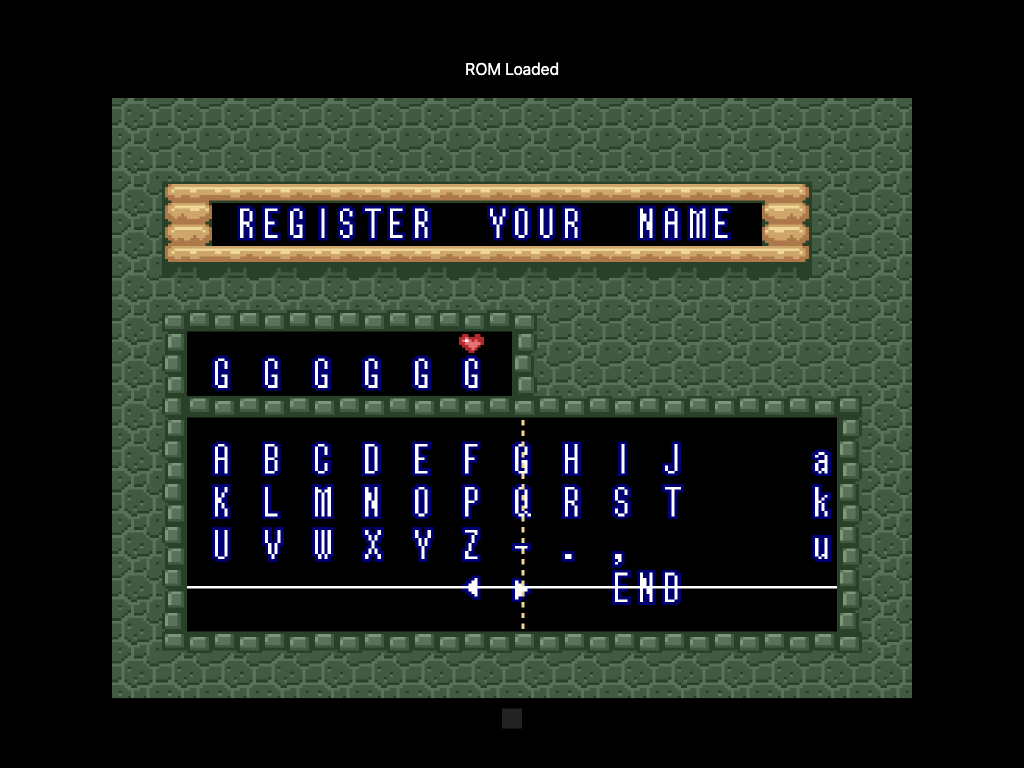 ROM Loaded
REGISTER YOUR NAME
G G G G G G
A B C D E F G H I J a
K L M N O P Q R S T k
U V W X Y Z - . , u
END